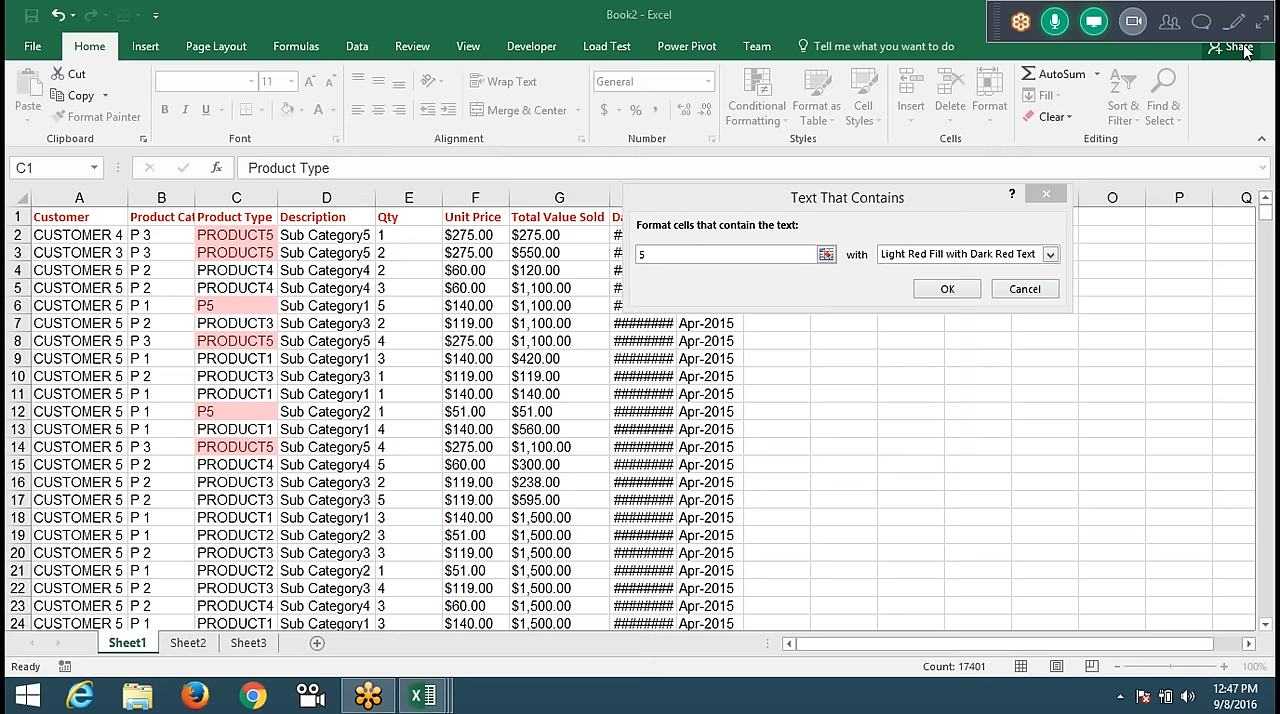 Book2 - Excel
File Home Insert Page Layout Formulas Data Review View Developer Load Test Power Pivot Team Tell me what you want to do Share
Paste
Cut
Copy
Format Painter
Clipboard
11
B I U
Font
Wrap Text
Merge & Center
Alignment
General
$ % ,
Number
Conditional Formatting
Format as Table
Cell Styles
Styles
Insert Delete Format
Cells
AutoSum
Fill
Clear
Sort & Filter
Find & Select
Editing
C1 fx Product Type
A B C D E F G O P Q
1 Customer Product Cat Product Type Description Qty Unit Price Total Value Sold Da
2 CUSTOMER 4 P 3 PRODUCT5 Sub Category5 1 $275.00 $275.00 ##
3 CUSTOMER 3 P 3 PRODUCT5 Sub Category5 2 $275.00 $550.00 ##
4 CUSTOMER 5 P 2 PRODUCT4 Sub Category4 2 $60.00 $120.00 ##
5 CUSTOMER 5 P 2 PRODUCT4 Sub Category4 3 $60.00 $1,100.00 ##
6 CUSTOMER 5 P 1 P5 Sub Category1 5 $140.00 $1,100.00 ##
7 CUSTOMER 5 P 2 PRODUCT3 Sub Category3 2 $119.00 $1,100.00 ######## Apr-2015
8 CUSTOMER 5 P 3 PRODUCT5 Sub Category5 4 $275.00 $1,100.00 ######## Apr-2015
9 CUSTOMER 5 P 1 PRODUCT1 Sub Category1 3 $140.00 $420.00 ######## Apr-2015
10 CUSTOMER 5 P 2 PRODUCT3 Sub Category3 1 $119.00 $119.00 ######## Apr-2015
11 CUSTOMER 5 P 1 PRODUCT1 Sub Category1 1 $140.00 $140.00 ######## Apr-2015
12 CUSTOMER 5 P 1 P5 Sub Category2 1 $51.00 $51.00 ######## Apr-2015
13 CUSTOMER 5 P 1 PRODUCT1 Sub Category1 4 $140.00 $560.00 ######## Apr-2015
14 CUSTOMER 5 P 3 PRODUCT5 Sub Category5 4 $275.00 $1,100.00 ######## Apr-2015
15 CUSTOMER 5 P 2 PRODUCT4 Sub Category4 5 $60.00 $300.00 ######## Apr-2015
16 CUSTOMER 5 P 2 PRODUCT3 Sub Category3 2 $119.00 $238.00 ######## Apr-2015
17 CUSTOMER 5 P 2 PRODUCT3 Sub Category3 5 $119.00 $595.00 ######## Apr-2015
18 CUSTOMER 5 P 1 PRODUCT1 Sub Category1 3 $140.00 $1,500.00 ######## Apr-2015
19 CUSTOMER 5 P 1 PRODUCT2 Sub Category2 3 $51.00 $1,500.00 ######## Apr-2015
20 CUSTOMER 5 P 2 PRODUCT3 Sub Category3 3 $119.00 $1,500.00 ######## Apr-2015
21 CUSTOMER 5 P 1 PRODUCT2 Sub Category2 1 $51.00 $1,500.00 ######## Apr-2015
22 CUSTOMER 5 P 2 PRODUCT3 Sub Category3 4 $119.00 $1,500.00 ######## Apr-2015
23 CUSTOMER 5 P 2 PRODUCT4 Sub Category4 3 $60.00 $1,500.00 ######## Apr-2015
24 CUSTOMER 5 P 1 PRODUCT1 Sub Category1 3 $140.00 $1,500.00 ######## Apr-2015
Text That Contains ?
Format cells that contain the text:
5 with Light Red Fill with Dark Red Text
OK Cancel
Sheet1 Sheet2 Sheet3
Ready Count: 17401 100%
12:47 PM
9/8/2016